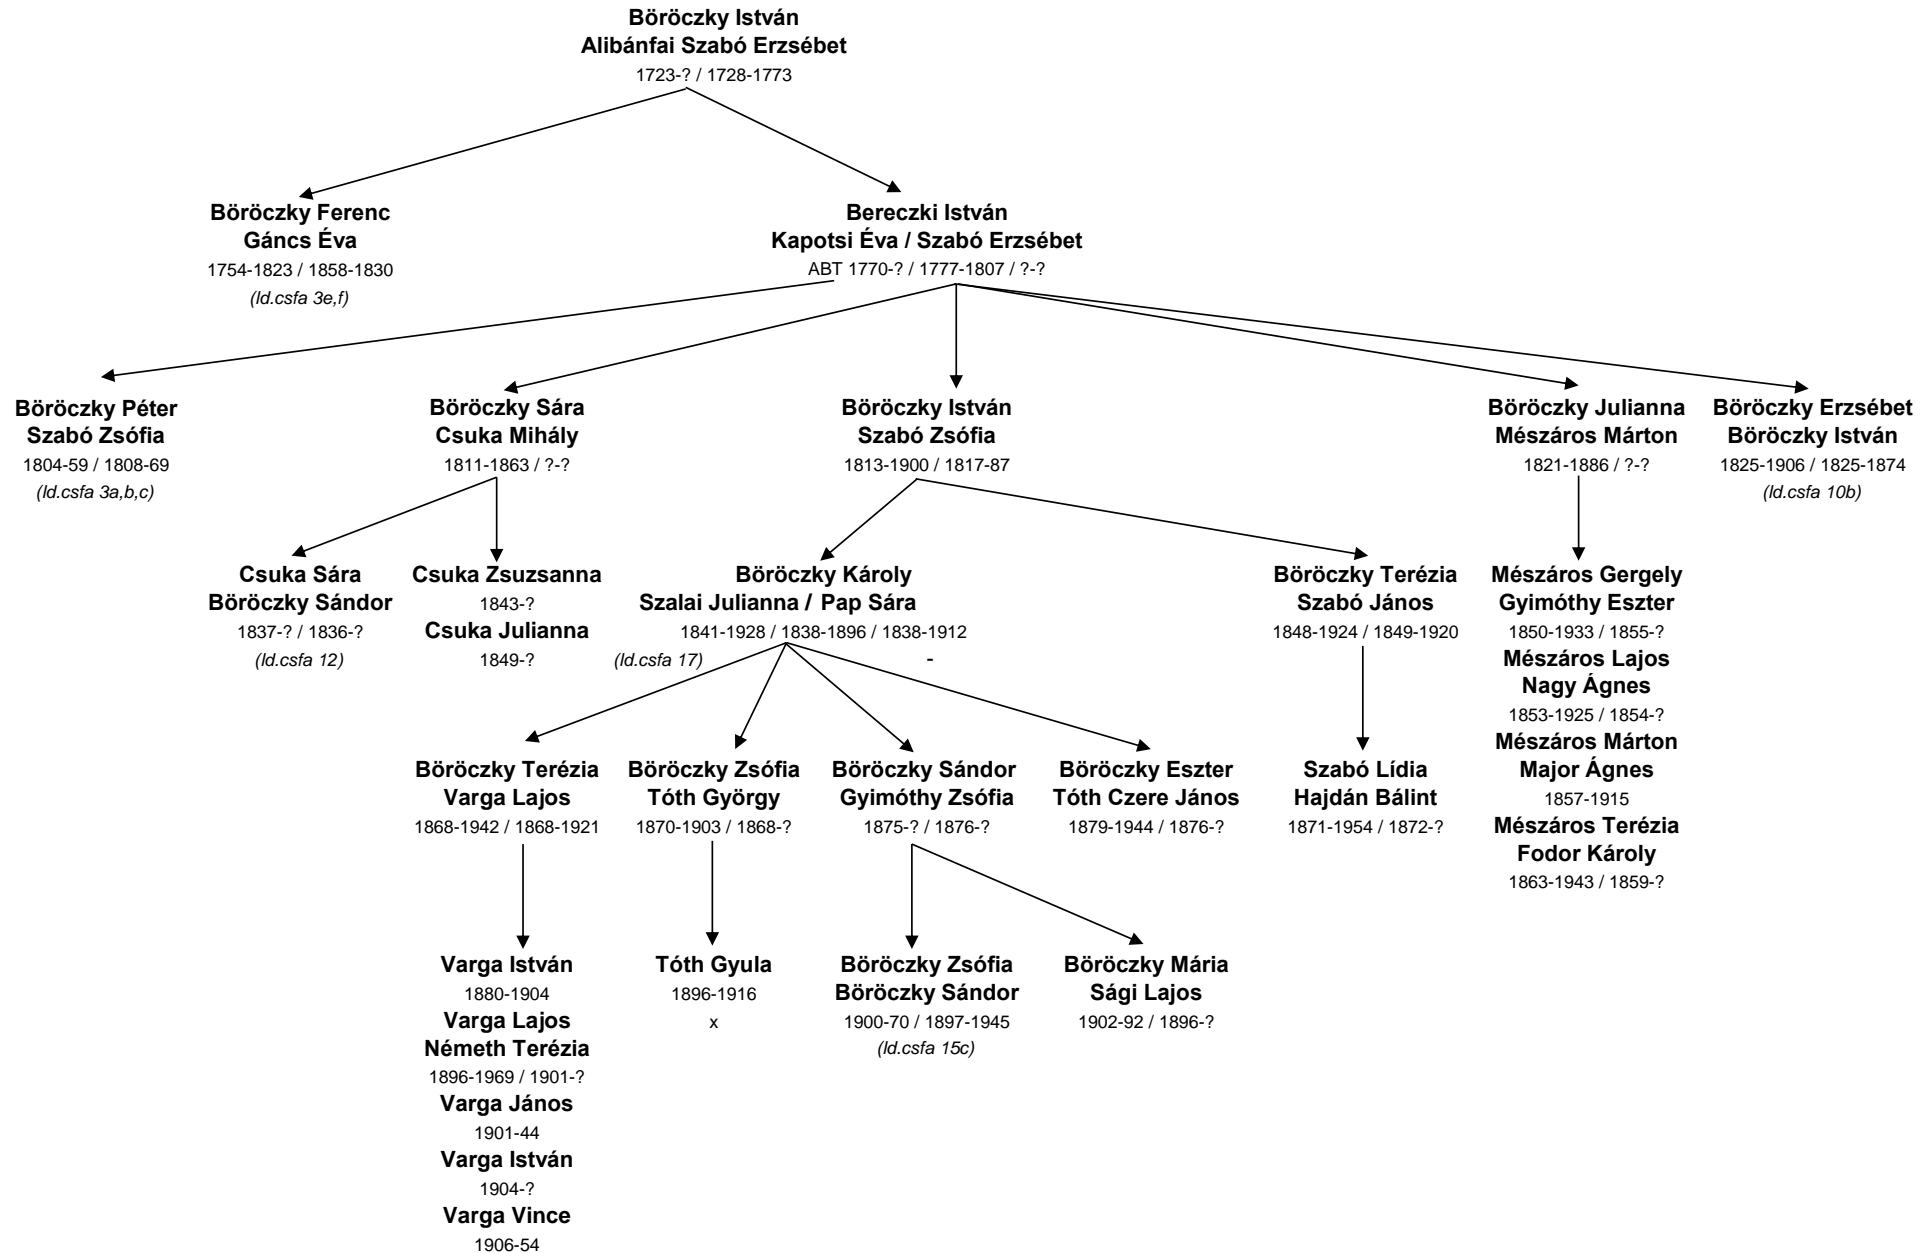 Böröczky István
Alibánfai Szabó Erzsébet
1723-? / 1728-1773
Böröczky Ferenc
Gáncs Éva
1754-1823 / 1858-1830
(ld.csfa 3e,f)
Bereczki István
Kapotsi Éva / Szabó Erzsébet
ABT 1770-? / 1777-1807 / ?-?
Böröczky Péter
Szabó Zsófia
1804-59 / 1808-69
(ld.csfa 3a,b,c)
Böröczky Sára
Csuka Mihály
1811-1863 / ?-?
Böröczky István
Szabó Zsófia
1813-1900 / 1817-87
Böröczky Julianna
Mészáros Márton
1821-1886 / ?-?
Böröczky Erzsébet
Böröczky István
1825-1906 / 1825-1874
(ld.csfa 10b)
Csuka Sára
Böröczky Sándor
1837-? / 1836-?
(ld.csfa 12)
Csuka Zsuzsanna
1843-?
Csuka Julianna
1849-?
Böröczky Károly
Szalai Julianna / Pap Sára
1841-1928 / 1838-1896 / 1838-1912
(ld.csfa 17) -
Böröczky Terézia
Szabó János
1848-1924 / 1849-1920
Mészáros Gergely
Gyimóthy Eszter
1850-1933 / 1855-?
Mészáros Lajos
Nagy Ágnes
1853-1925 / 1854-?
Mészáros Márton
Major Ágnes
1857-1915
Mészáros Terézia
Fodor Károly
1863-1943 / 1859-?
Böröczky Terézia
Varga Lajos
1868-1942 / 1868-1921
Böröczky Zsófia
Tóth György
1870-1903 / 1868-?
Böröczky Sándor
Gyimóthy Zsófia
1875-? / 1876-?
Böröczky Eszter
Tóth Czere János
1879-1944 / 1876-?
Szabó Lídia
Hajdán Bálint
1871-1954 / 1872-?
Varga István
1880-1904
Varga Lajos
Németh Terézia
1896-1969 / 1901-?
Varga János
1901-44
Varga István
1904-?
Varga Vince
1906-54
Tóth Gyula
1896-1916
x
Böröczky Zsófia
Böröczky Sándor
1900-70 / 1897-1945
(ld.csfa 15c)
Böröczky Mária
Sági Lajos
1902-92 / 1896-?